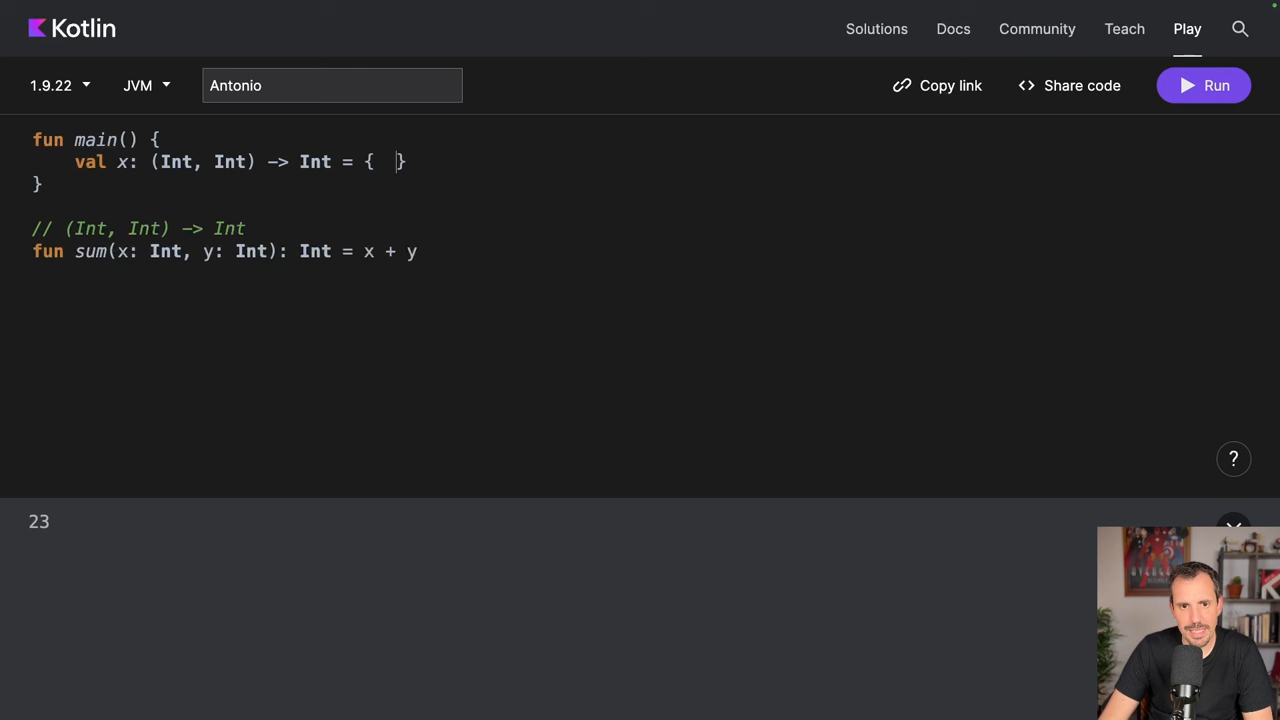 Kotlin
Solutions Docs Community Teach Play
1.9.22 JVM Antonio Copy link Share code Run
fun main() {
val x: (Int, Int) -> Int = { }
}
// (Int, Int) -> Int
fun sum(x: Int, y: Int): Int = x + y
?
23